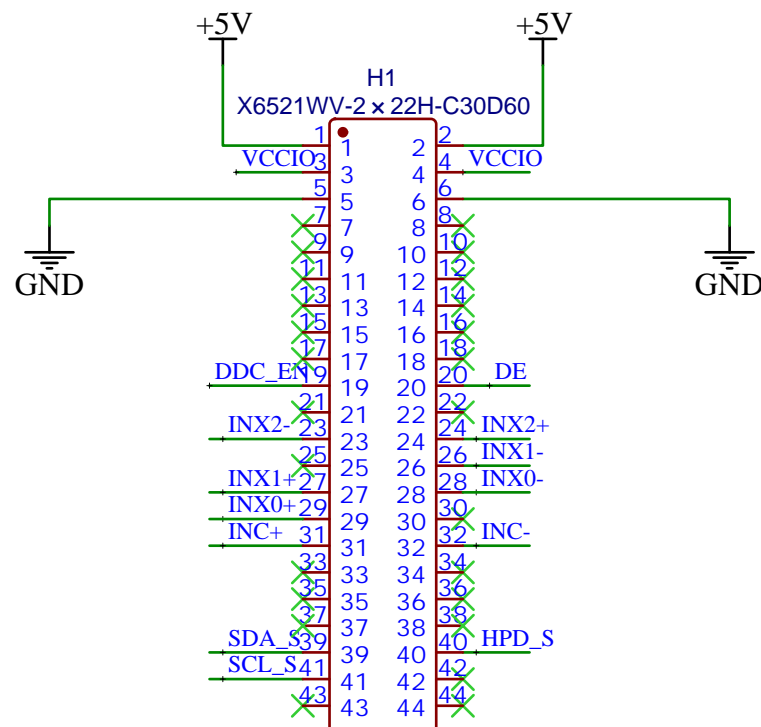 +5V +5V
H1
X6521WV-2×22H-C30D60
1 1 2 2
VCCIO 3 3 4 4 VCCIO
5 5 6 6
7 7 8 8
9 9 10 10
11 11 12 12
GND GND
13 13 14 14
15 15 16 16
17 17 18 18
DDC_EN 19 19 20 20 DE
21 21 22 22
INX2- 23 23 24 24 INX2+
25 25 26 26 INX1-
INX1+ 27 27 28 28 INX0-
INX0+ 29 29 30 30
INC+ 31 31 32 32 INC-
33 33 34 34
35 35 36 36
37 37 38 38
SDA_S 39 39 40 40 HPD_S
SCL_S 41 41 42 42
43 43 44 44